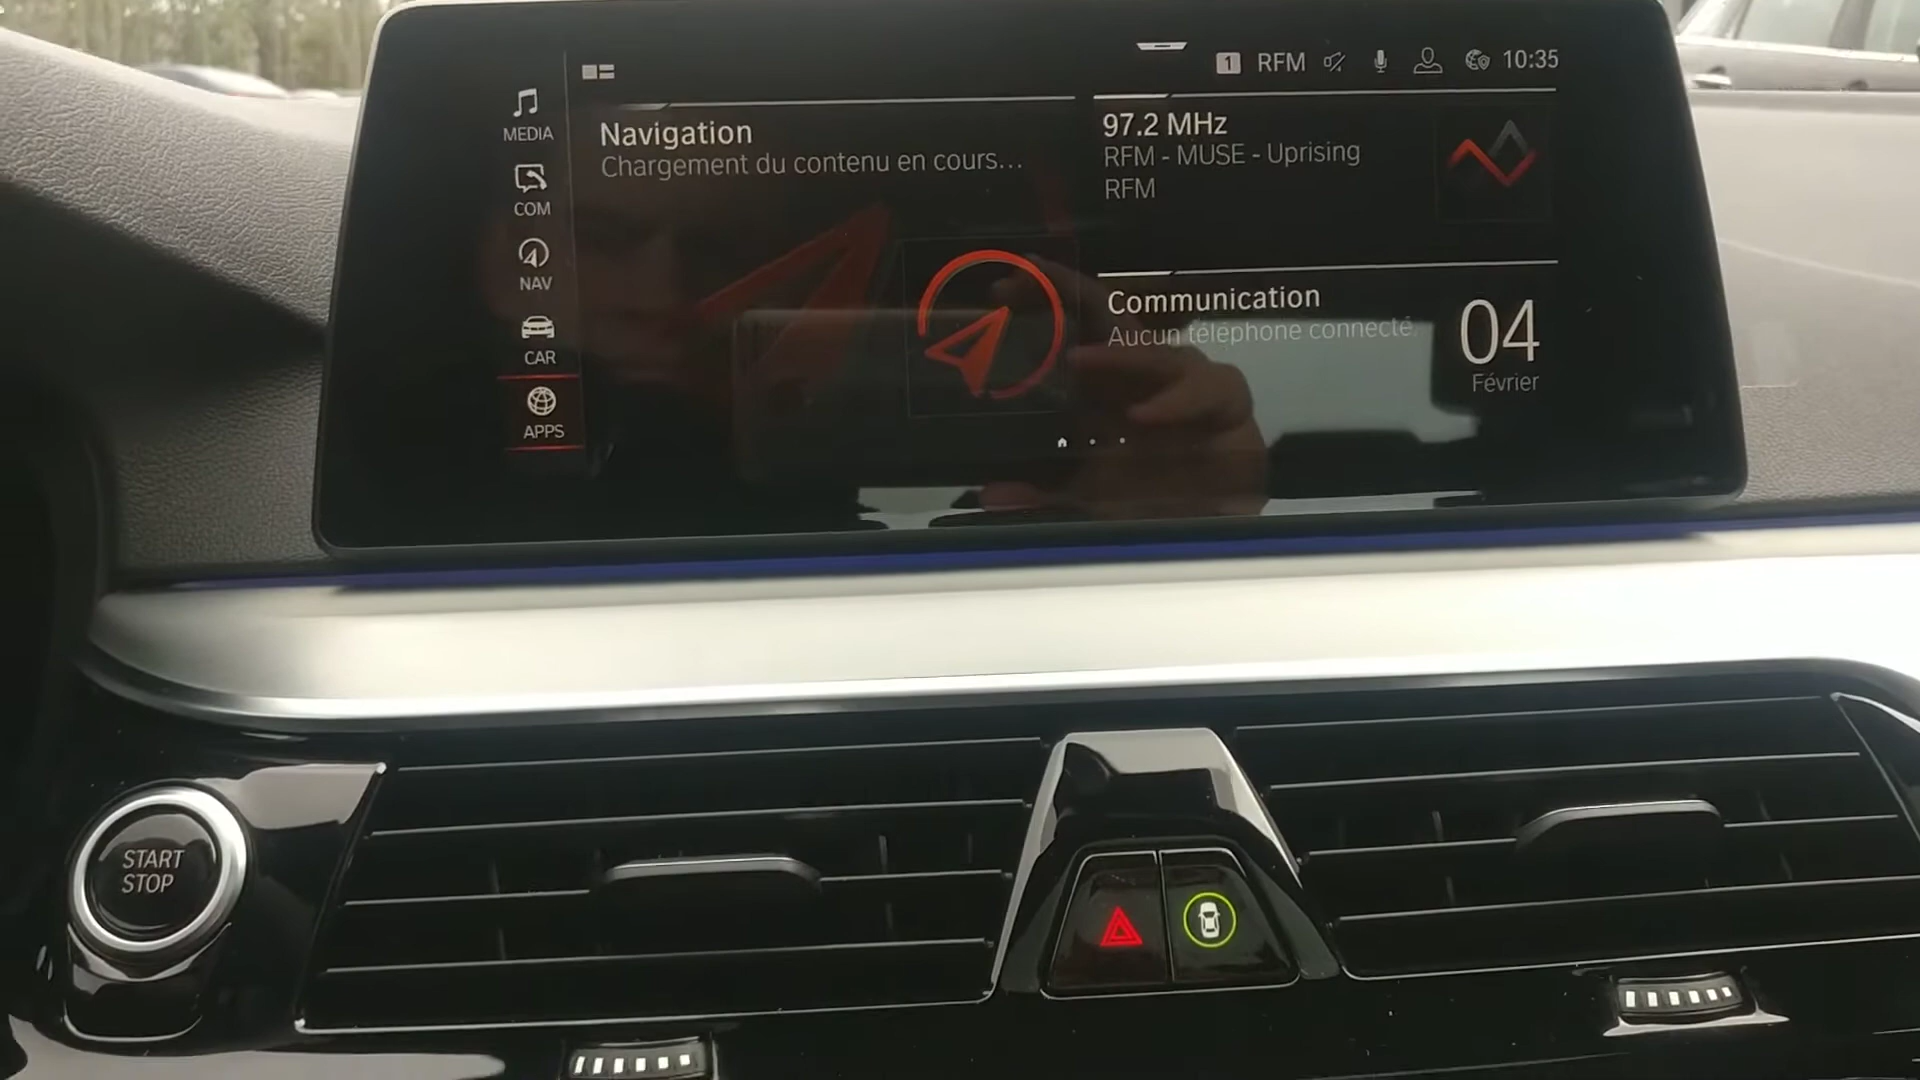 1 RFM 10:35
MEDIA
COM
NAV
CAR
APPS
Navigation
Chargement du contenu en cours...
97.2 MHz
RFM - MUSE - Uprising
RFM
Communication
Aucun téléphone connecté.
04
Février
START
STOP